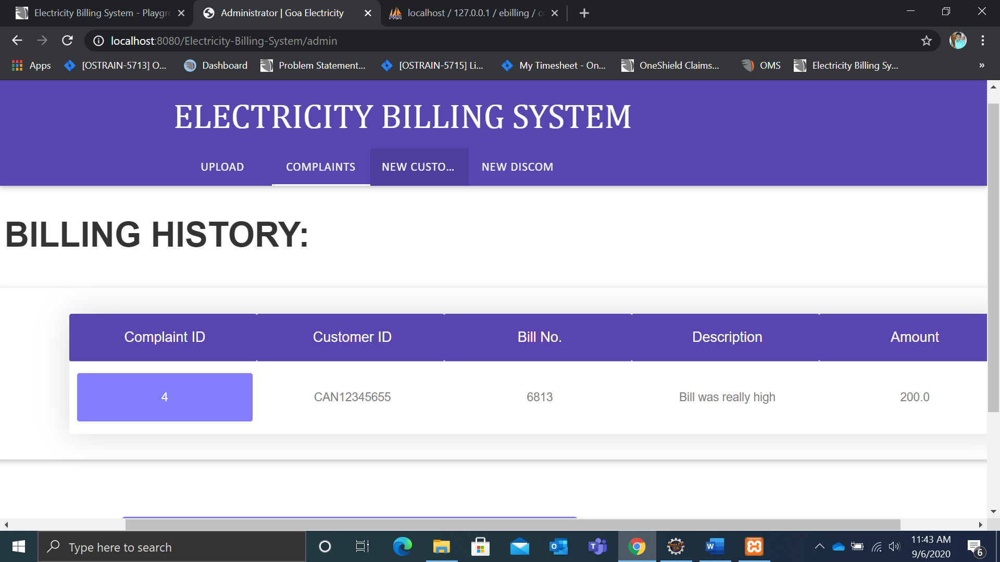 Electricity Billing System - Playgr
Administrator | Goa Electricity
localhost / 127.0.0.1 / ebilling / c
localhost:8080/Electricity-Billing-System/admin
Apps
[OSTRAIN-5713] O...
Dashboard
Problem Statement...
[OSTRAIN-5715] Li...
My Timesheet - On...
OneShield Claims...
OMS
Electricity Billing Sy...
»
ELECTRICITY BILLING SYSTEM
UPLOAD
COMPLAINTS
NEW CUSTO...
NEW DISCOM
BILLING HISTORY:
Complaint ID Customer ID Bill No. Description Amount
4 CAN12345655 6813 Bill was really high 200.0
Type here to search
11:43 AM
9/6/2020
6